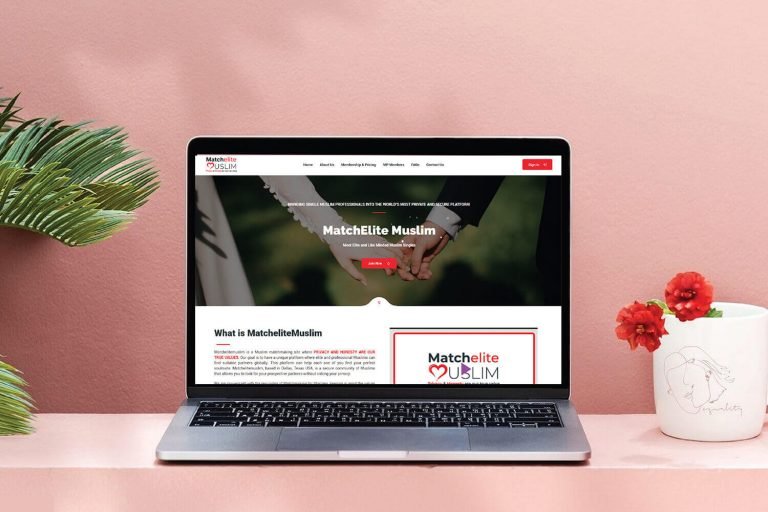 Matchelite
MUSLIM
Home About Us Membership & Pricing VIP Members FAQs Contact Us
Sign In
BRINGING SINGLE MUSLIM PROFESSIONALS INTO THE WORLD'S MOST PRIVATE AND SECURE PLATFORM
MatchElite Muslim
Meet Elite and Like Minded Muslim Singles
Join Now
What is MatcheliteMuslim
Matchelitemuslim is a Muslim matchmaking site where PRIVACY AND HONESTY ARE OUR
TRUE VALUES. Our goal is to have a unique platform where elite and professional Muslims can
find suitable partners globally. This platform can help each one of you find your perfect
soulmate. Matchelitemuslim, based in Dallas, Texas USA, is a secure community of Muslims
that allows you to look for your prospective partners without risking your privacy.
Matchelite
MUSLIM
equality